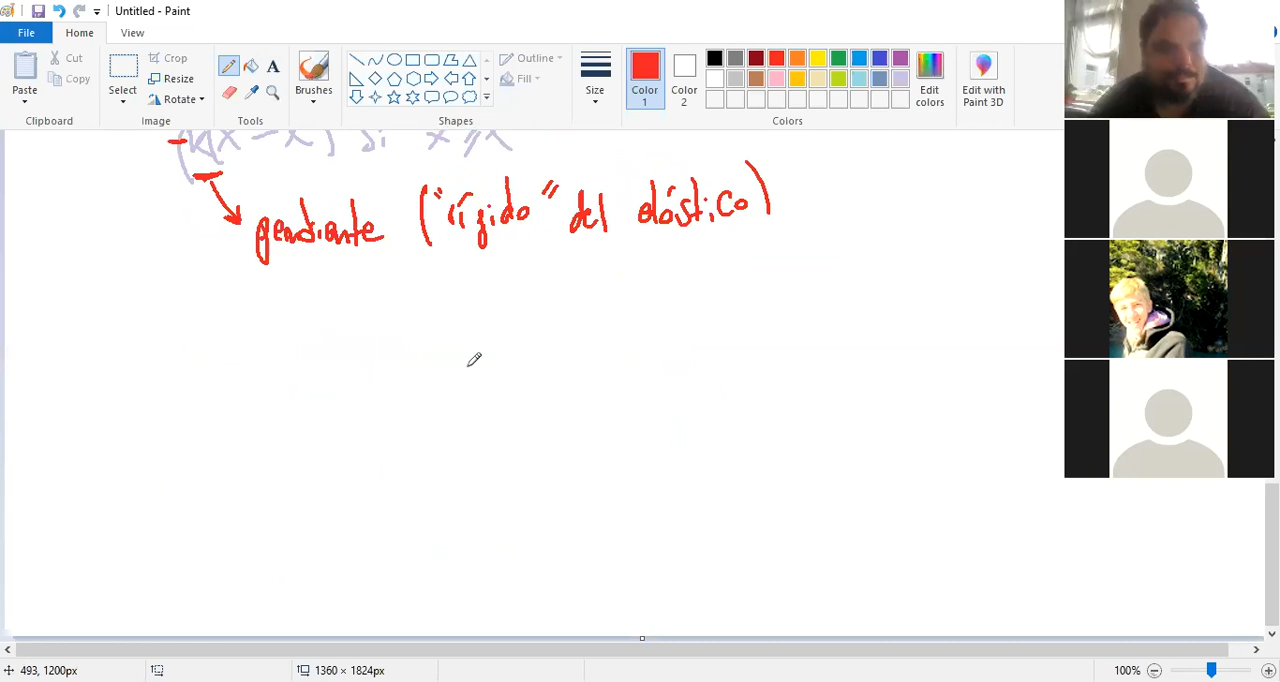 Untitled - Paint
File Home View
Paste
Cut
Copy
Clipboard
Select
Crop
Resize
Rotate
Image
Tools
Brushes
Shapes
Outline
Fill
Size
Color 1
Color 2
Edit colors
Edit with Paint 3D
Colors
si x
pendiente ("rígido" del elástico)
493, 1200px
1360 × 1824px
100%